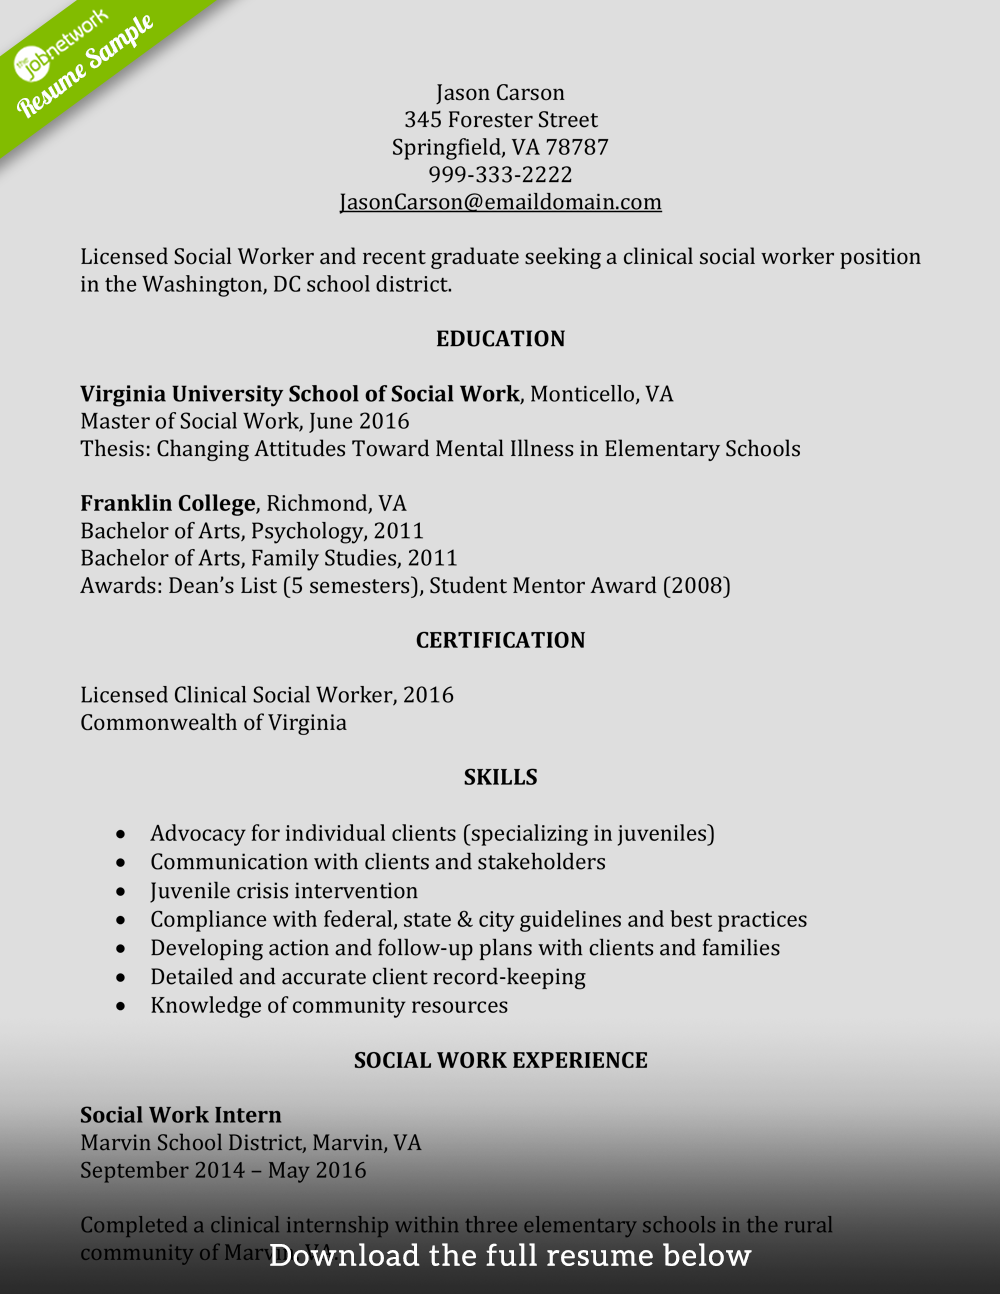 the jobnetwork
Resume Sample
Jason Carson
345 Forester Street
Springfield, VA 78787
999-333-2222
JasonCarson@emaildomain.com
Licensed Social Worker and recent graduate seeking a clinical social worker position
in the Washington, DC school district.
EDUCATION
Virginia University School of Social Work, Monticello, VA
Master of Social Work, June 2016
Thesis: Changing Attitudes Toward Mental Illness in Elementary Schools
Franklin College, Richmond, VA
Bachelor of Arts, Psychology, 2011
Bachelor of Arts, Family Studies, 2011
Awards: Dean’s List (5 semesters), Student Mentor Award (2008)
CERTIFICATION
Licensed Clinical Social Worker, 2016
Commonwealth of Virginia
SKILLS
• Advocacy for individual clients (specializing in juveniles)
• Communication with clients and stakeholders
• Juvenile crisis intervention
• Compliance with federal, state & city guidelines and best practices
• Developing action and follow-up plans with clients and families
• Detailed and accurate client record-keeping
• Knowledge of community resources
SOCIAL WORK EXPERIENCE
Social Work Intern
Marvin School District, Marvin, VA
September 2014 – May 2016
Completed a clinical internship within three elementary schools in the rural
community of Marvin, VA.
Download the full resume below